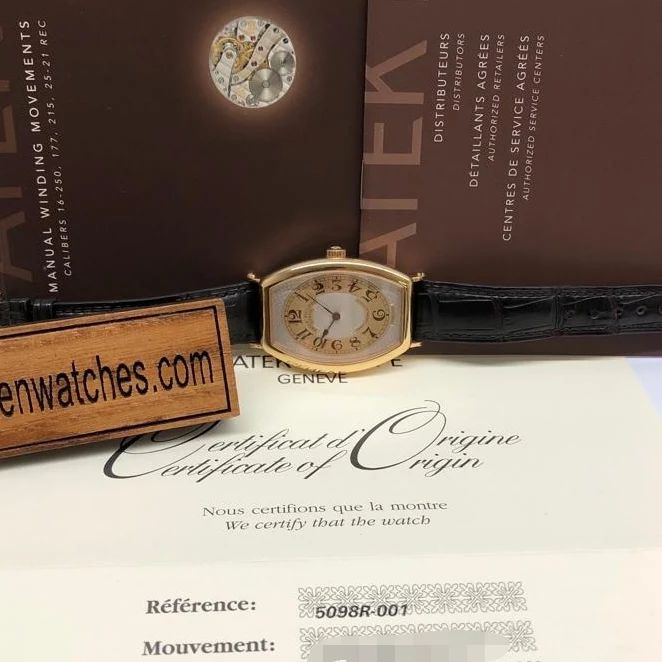 MANUAL WINDING MOVEMENTS
CALIBERS 16-250, 177, 215, 25-21 REC
ATEK
DISTRIBUTEURS
DISTRIBUTORS
DÉTAILLANTS AGRÉÉS
AUTHORIZED RETAILERS
CENTRES DE SERVICE AGRÉÉS
AUTHORIZED SERVICE CENTERS
enwatches.com
GENÈVE
Certificat d'Origine
Certificate of Origin
Nous certifions que la montre
We certify that the watch
Référence: 5098R-001
Mouvement: